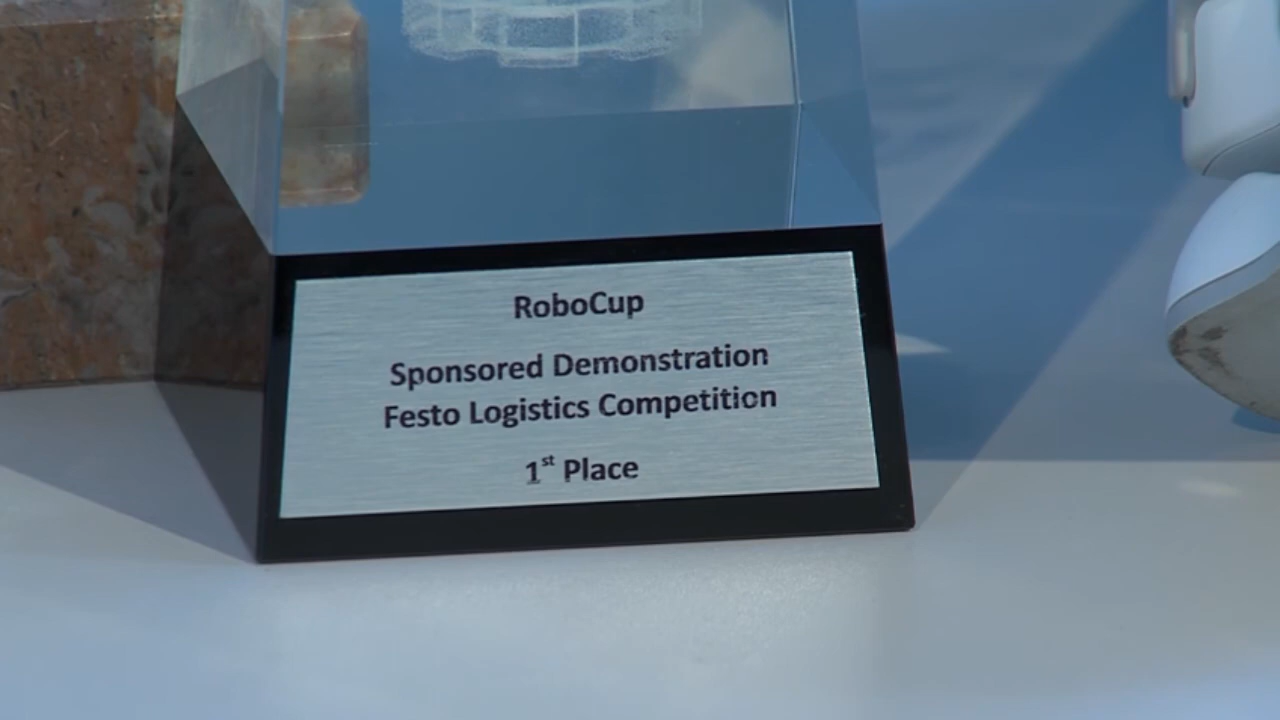 RoboCup
Sponsored Demonstration
Festo Logistics Competition
1st Place